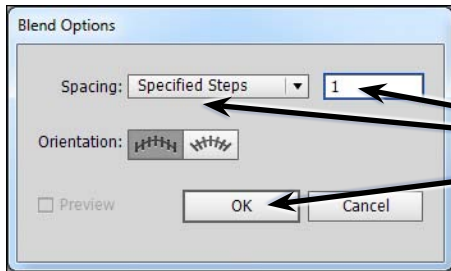 Blend Options
Spacing: Specified Steps 1
Orientation:
Preview OK Cancel